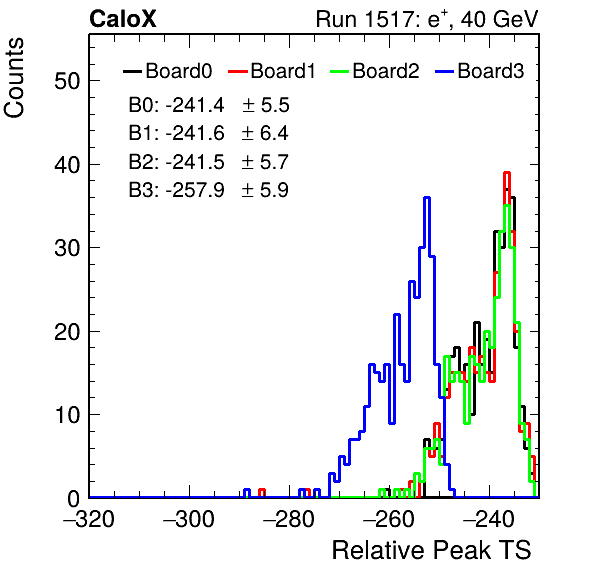 CaloX Run 1517: e⁺, 40 GeV
Counts
Board0 Board1 Board2 Board3
B0: -241.4 ± 5.5
B1: -241.6 ± 6.4
B2: -241.5 ± 5.7
B3: -257.9 ± 5.9
50
40
30
20
10
0
−320 −300 −280 −260 −240
Relative Peak TS